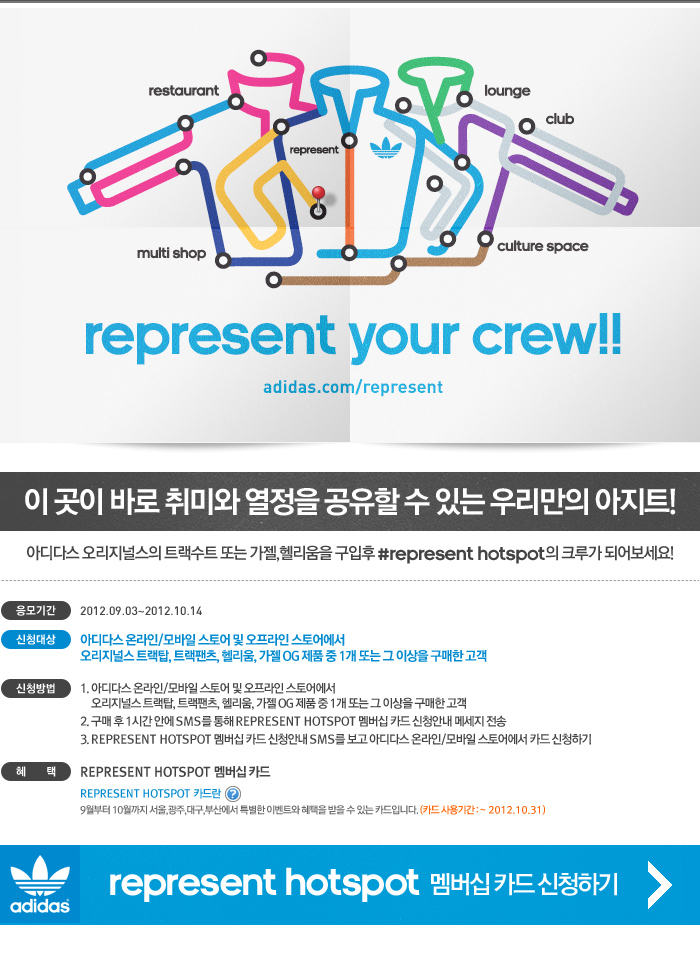 restaurant
lounge
club
represent
multi shop
culture space
represent your crew!!
adidas.com/represent
이 곳이 바로 취미와 열정을 공유할 수 있는 우리만의 아지트!
아디다스 오리지널스의 트랙수트 또는 가젤,헬리움을 구입후 #represent hotspot의 크루가 되어보세요!
응모기간 2012.09.03~2012.10.14
신청대상 아디다스 온라인/모바일 스토어 및 오프라인 스토어에서
오리지널스 트랙탑, 트랙팬츠, 헬리움, 가젤 OG 제품 중 1개 또는 그 이상을 구매한 고객
신청방법 1. 아디다스 온라인/모바일 스토어 및 오프라인 스토어에서
오리지널스 트랙탑, 트랙팬츠, 헬리움, 가젤 OG 제품 중 1개 또는 그 이상을 구매한 고객
2. 구매 후 1시간 안에 SMS를 통해 REPRESENT HOTSPOT 멤버십 카드 신청안내 메세지 전송
3. REPRESENT HOTSPOT 멤버십 카드 신청안내 SMS를 보고 아디다스 온라인/모바일 스토어에서 카드 신청하기
혜 택 REPRESENT HOTSPOT 멤버십 카드
REPRESENT HOTSPOT 카드란 ?
9월부터 10월까지 서울,광주,대구,부산에서 특별한 이벤트와 혜택을 받을 수 있는 카드입니다. (카드 사용기간 : ~ 2012.10.31)
adidas
represent hotspot 멤버십 카드 신청하기